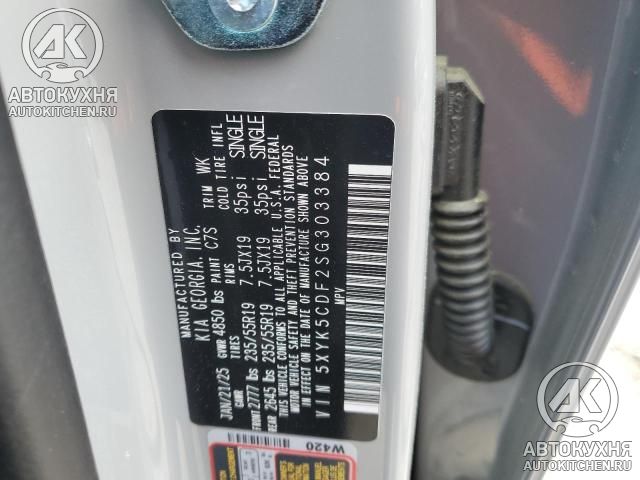 AK
АВТОКУХНЯ
AUTOKITCHEN.RU
MANUFACTURED BY
KIA GEORGIA, INC.
JAN/21/25 GVWR 4850 lbs PAINT C7S TRIM WK
GAWR TIRES RIMS COLD TIRE INFL
FRONT 2777 lbs 235/55R19 7.5JX19 35psi SINGLE
REAR 2645 lbs 235/55R19 7.5JX19 35psi SINGLE
THIS VEHICLE CONFORMS TO ALL APPLICABLE U.S.A. FEDERAL
MOTOR VEHICLE SAFETY AND THEFT PREVENTION STANDARDS
IN EFFECT ON THE DATE OF MANUFACTURE SHOWN ABOVE
VIN 5XYK5CDF2SG303384
MPV
W420
AK
АВТОКУХНЯ
AUTOKITCHEN.RU